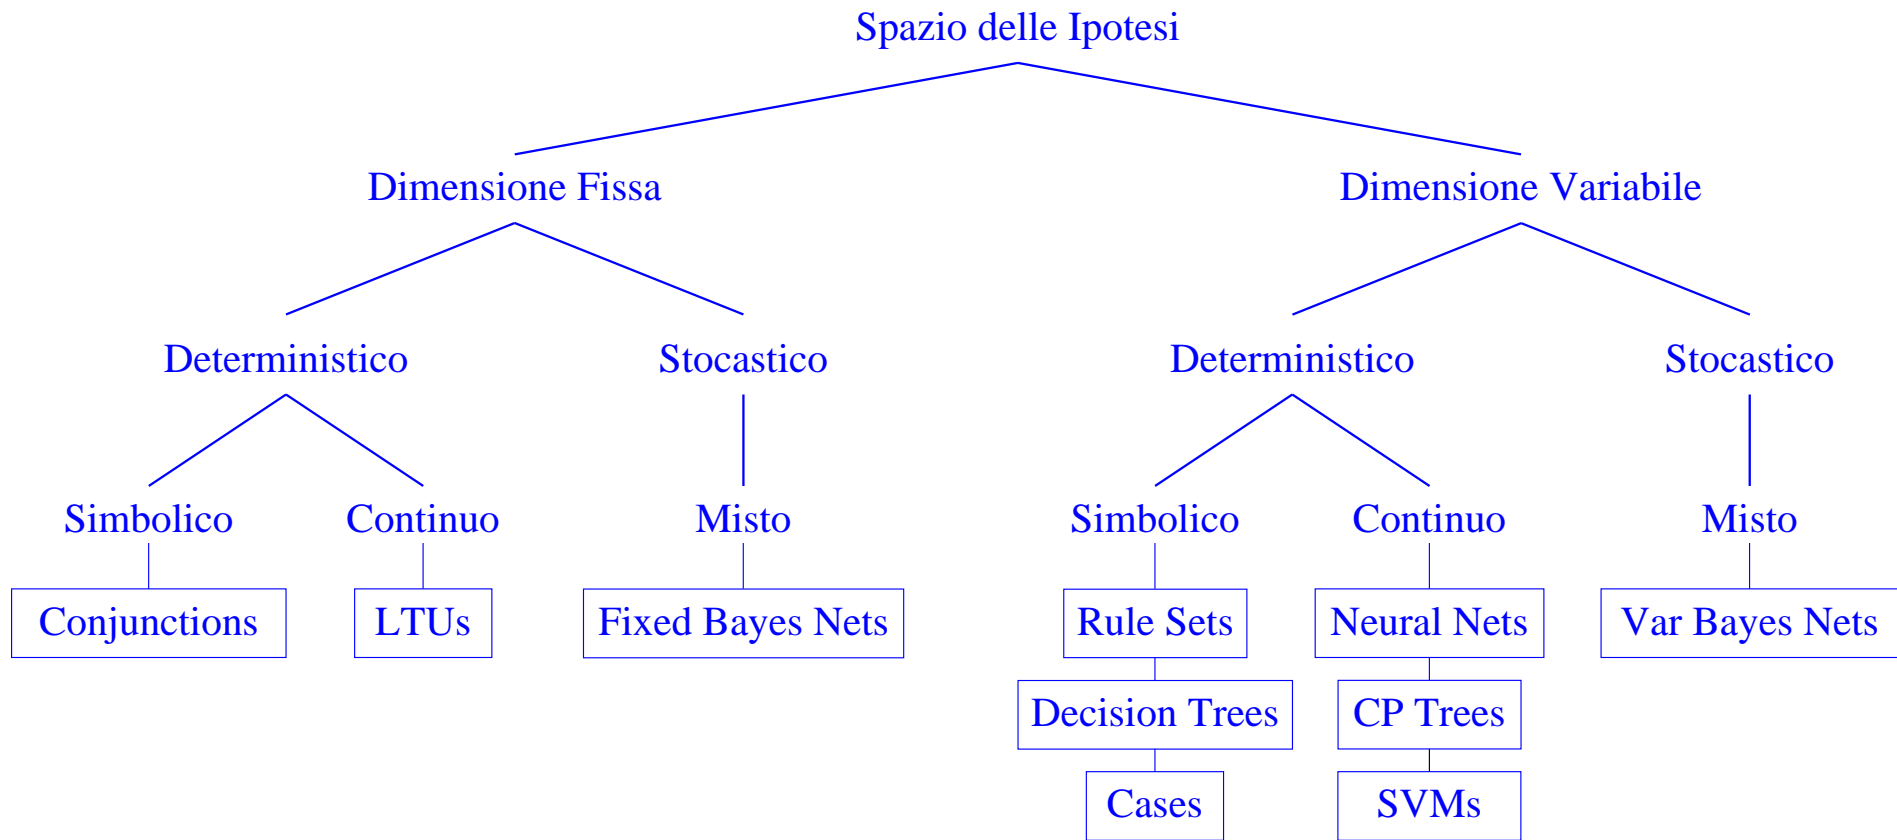 Spazio delle Ipotesi
Dimensione Fissa
Dimensione Variabile
Deterministico
Stocastico
Deterministico
Stocastico
Simbolico
Continuo
Misto
Simbolico
Continuo
Misto
Conjunctions
LTUs
Fixed Bayes Nets
Rule Sets
Neural Nets
Var Bayes Nets
Decision Trees
CP Trees
Cases
SVMs